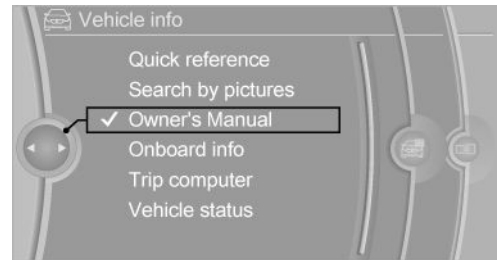 Vehicle info
Quick reference
Search by pictures
Owner's Manual
Onboard info
Trip computer
Vehicle status